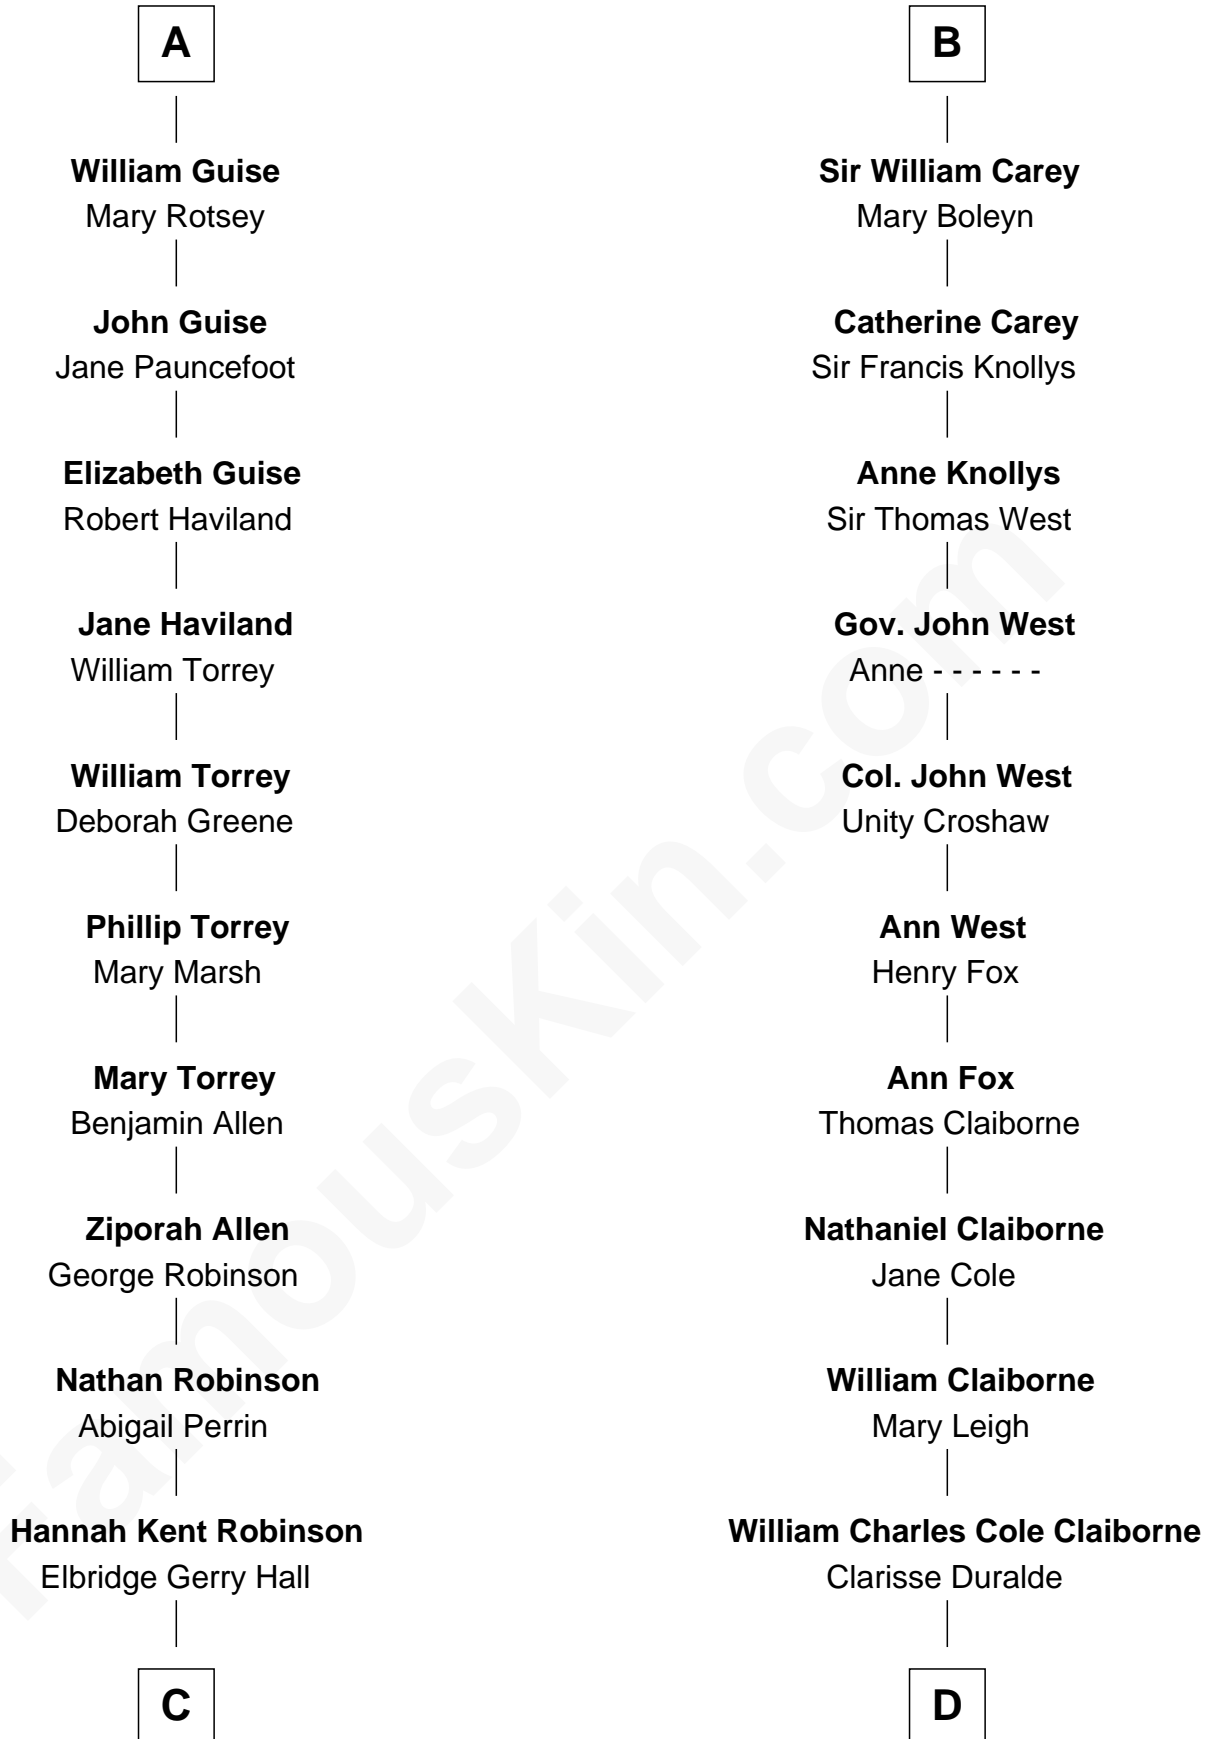 A
William Guise
Mary Rotsey
John Guise
Jane Pauncefoot
Elizabeth Guise
Robert Haviland
Jane Haviland
William Torrey
William Torrey
Deborah Greene
Phillip Torrey
Mary Marsh
Mary Torrey
Benjamin Allen
Ziporah Allen
George Robinson
Nathan Robinson
Abigail Perrin
Hannah Kent Robinson
Elbridge Gerry Hall
C
B
Sir William Carey
Mary Boleyn
Catherine Carey
Sir Francis Knollys
Anne Knollys
Sir Thomas West
Gov. John West
Anne - - - - - -
Col. John West
Unity Croshaw
Ann West
Henry Fox
Ann Fox
Thomas Claiborne
Nathaniel Claiborne
Jane Cole
William Claiborne
Mary Leigh
William Charles Cole Claiborne
Clarisse Duralde
D
FamousKin.com